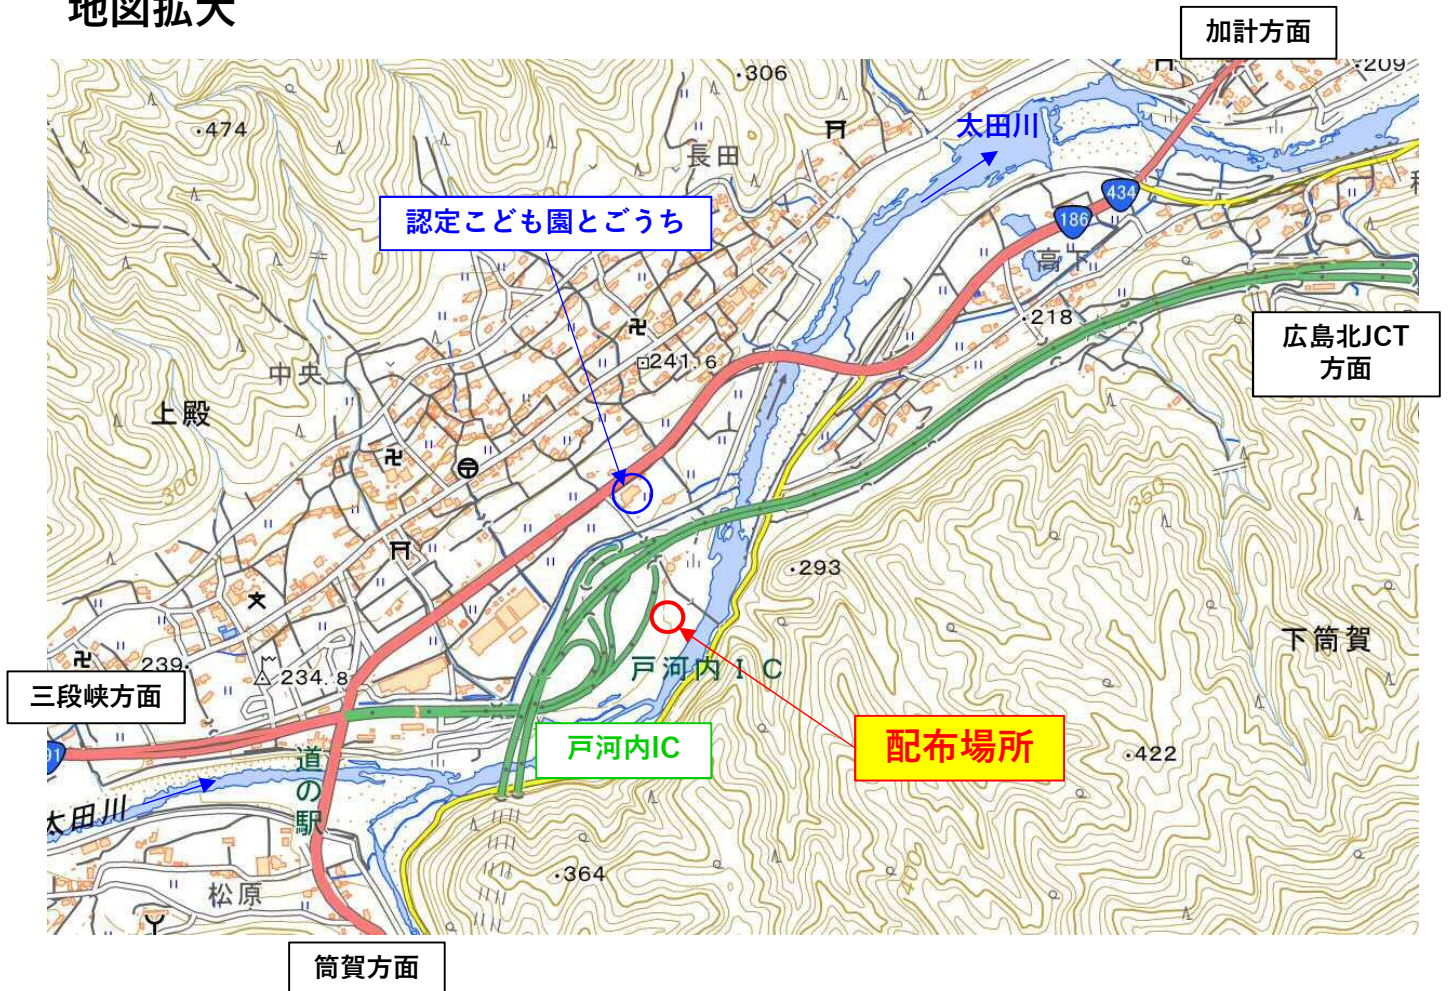 地図拡大
加計方面
・306
・209
・474
太田川
長田
434
認定こども園とごうち
186
高下
・218
広島北JCT
方面
241.6
中央
上殿
300
350
・293
下筒賀
239
234.8
戸河内IC
三段峡方面
戸河内IC
配布場所
・422
道の駅
太田川
・364
400
松原
筒賀方面